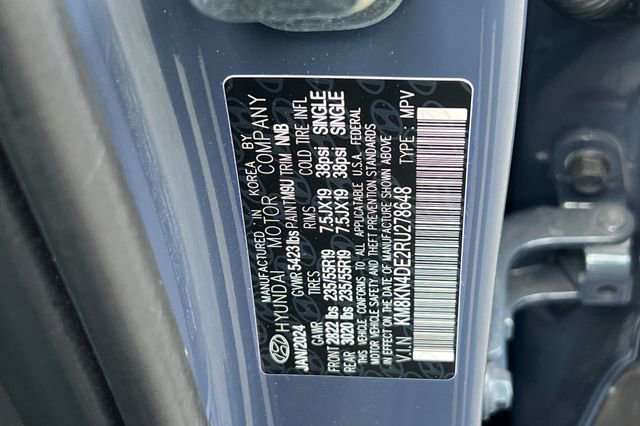 MANUFACTURED : IN KOREA BY
HYUNDAI MOTOR COMPANY
JAN/2024 GVWR 5423 lbs PAINT M9U TRIM NNB
GAWR TIRES RIMS COLD TIRE INFL
FRONT 2822 lbs 235/55R19 7.5JX19 38psi SINGLE
REAR 3020 lbs 235/55R19 7.5JX19 38psi SINGLE
THIS VEHICLE CONFORMS TO ALL APPLICABLE U.S.A. FEDERAL
MOTOR VEHICLE SAFETY AND THEFT PREVENTION STANDARDS
IN EFFECT ON THE DATE OF MANUFACTURE SHOWN ABOVE
V.I.N : KM8KN4DE2RU278648 TYPE : MPV